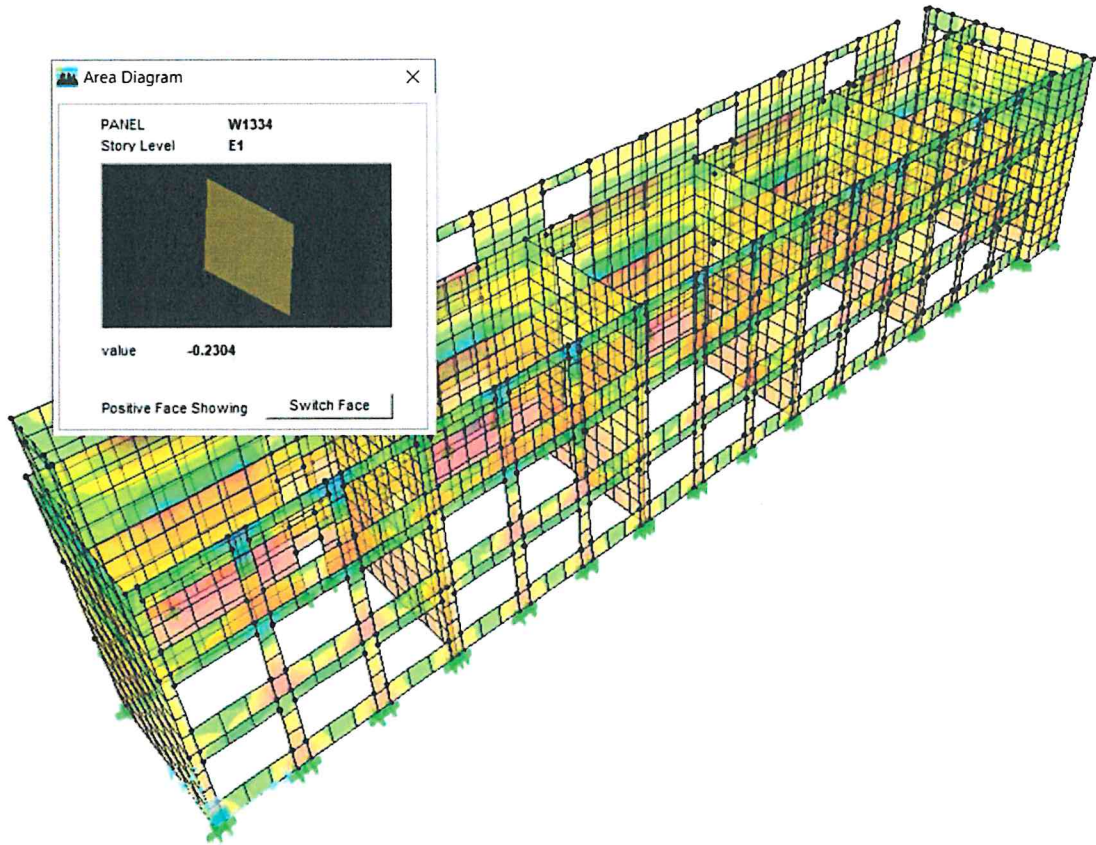 Area Diagram
PANEL W1334
Story Level E1
value -0.2304
Positive Face Showing Switch Face